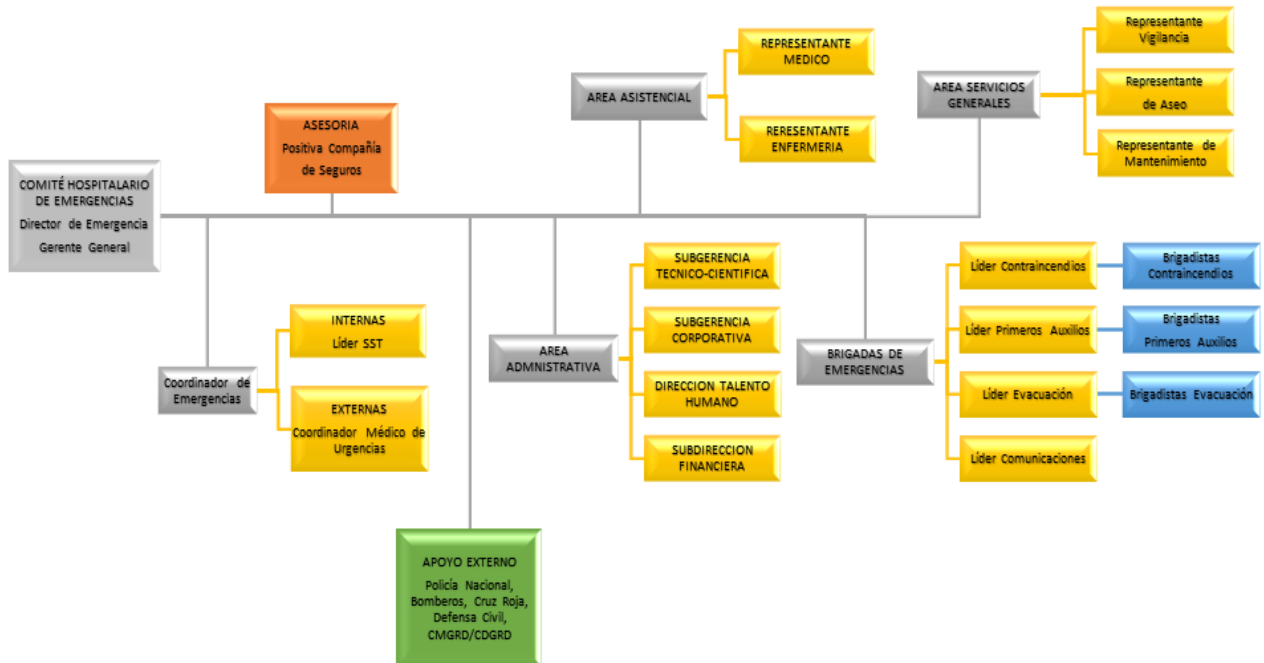 COMITÉ HOSPITALARIO
DE EMERGENCIAS
Director de Emergencia
Gerente General
ASESORIA
Positiva Compañía
de Seguros
AREA ASISTENCIAL
REPRESENTANTE
MEDICO
RERESENTANTE
ENFERMERIA
AREA SERVICIOS
GENERALES
Representante
Vigilancia
Representante
de Aseo
Representante de
Mantenimiento
Coordinador de
Emergencias
INTERNAS
Líder SST
EXTERNAS
Coordinador Médico de
Urgencias
APOYO EXTERNO
Policía Nacional,
Bomberos, Cruz Roja,
Defensa Civil,
CMGRD/CDGRD
AREA
ADMNISTRATIVA
SUBGERENCIA
TECNICO-CIENTIFICA
SUBGERENCIA
CORPORATIVA
DIRECCION TALENTO
HUMANO
SUBDIRECCION
FINANCIERA
BRIGADAS DE
EMERGENCIAS
Líder Contraincendios
Brigadistas
Contraincendios
Líder Primeros Auxilios
Brigadistas
Primeros Auxilios
Líder Evacuación
Brigadistas Evacuación
Líder Comunicaciones